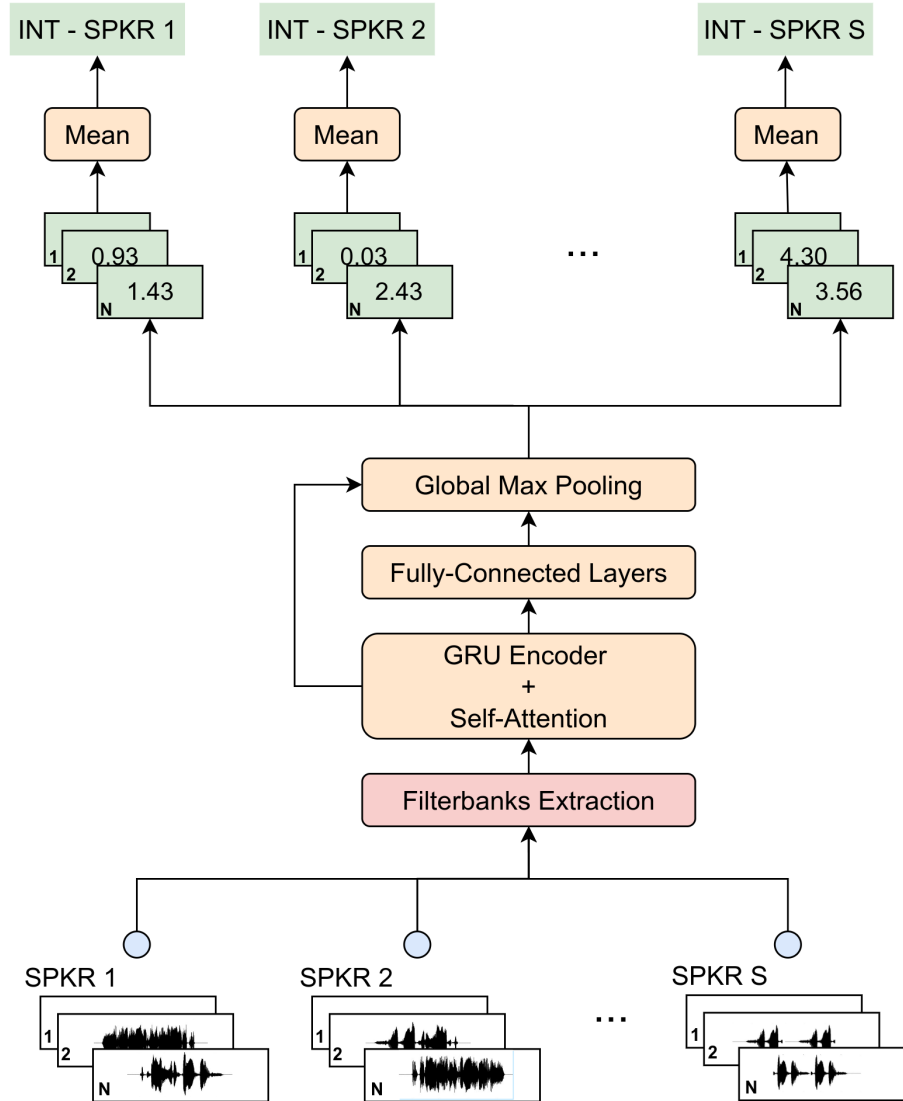 INT - SPKR 1
INT - SPKR 2
INT - SPKR S
Mean
Mean
Mean
1
2
0.93
N
1.43
1
2
0.03
N
2.43
...
1
2
4.30
N
3.56
Global Max Pooling
Fully-Connected Layers
GRU Encoder
+
Self-Attention
Filterbanks Extraction
SPKR 1
1
2
N
SPKR 2
1
2
N
...
SPKR S
1
2
N